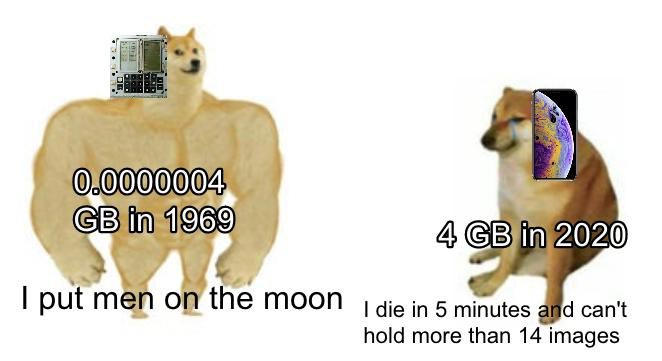 0.0000004
GB in 1969
I put men on the moon
4 GB in 2020
I die in 5 minutes and can't
hold more than 14 images